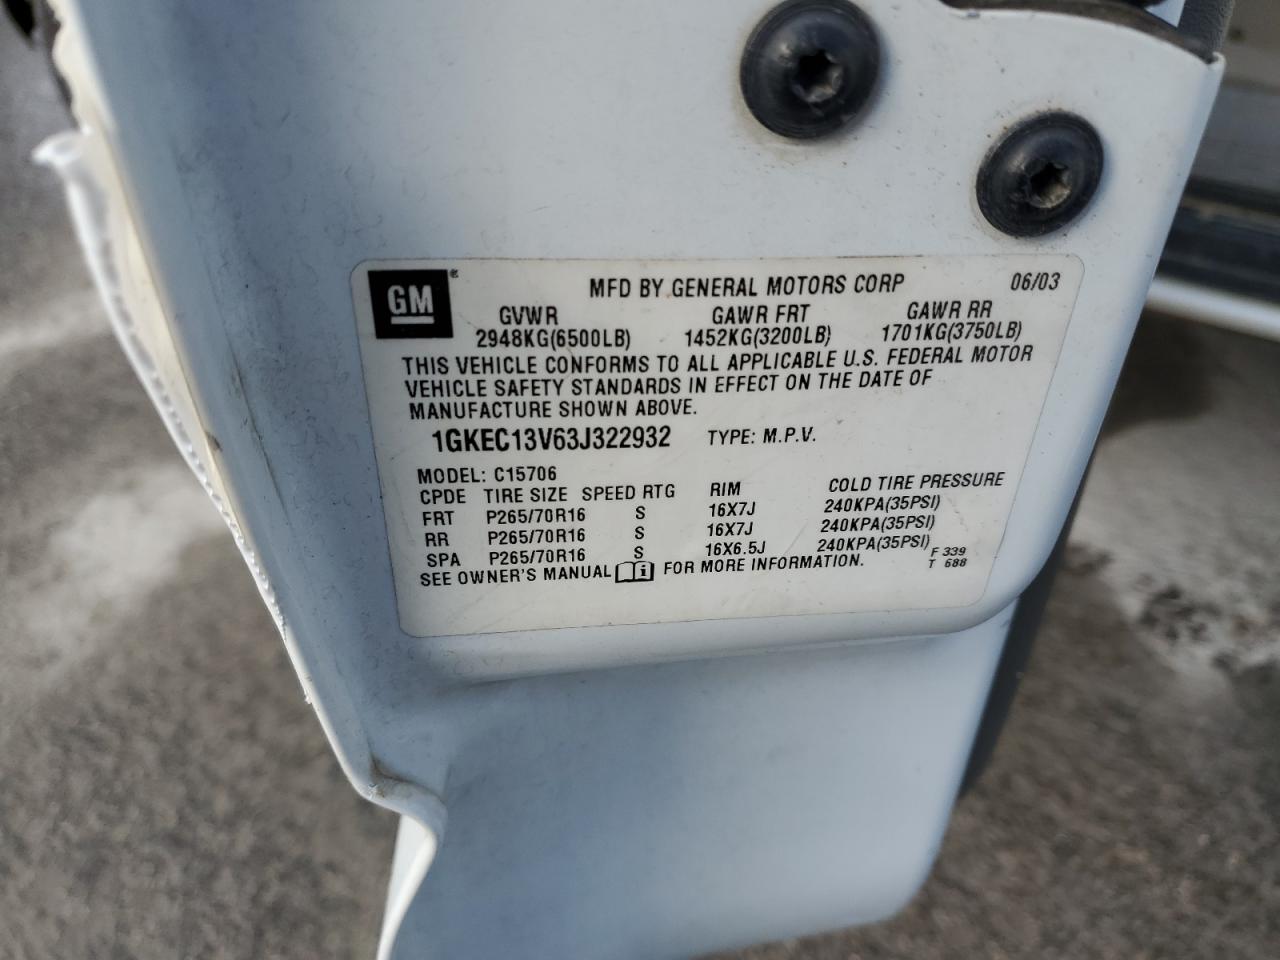 GM®
MFD BY GENERAL MOTORS CORP 06/03
GVWR GAWR FRT GAWR RR
2948KG(6500LB) 1452KG(3200LB) 1701KG(3750LB)
THIS VEHICLE CONFORMS TO ALL APPLICABLE U.S. FEDERAL MOTOR
VEHICLE SAFETY STANDARDS IN EFFECT ON THE DATE OF
MANUFACTURE SHOWN ABOVE.
1GKEC13V63J322932 TYPE: M.P.V.
MODEL: C15706
CPDE TIRE SIZE SPEED RTG RIM COLD TIRE PRESSURE
FRT P265/70R16 S 16X7J 240KPA(35PSI)
RR P265/70R16 S 16X7J 240KPA(35PSI)
SPA P265/70R16 S 16X6.5J 240KPA(35PSI)
SEE OWNER'S MANUAL i FOR MORE INFORMATION.
F 339
T 688